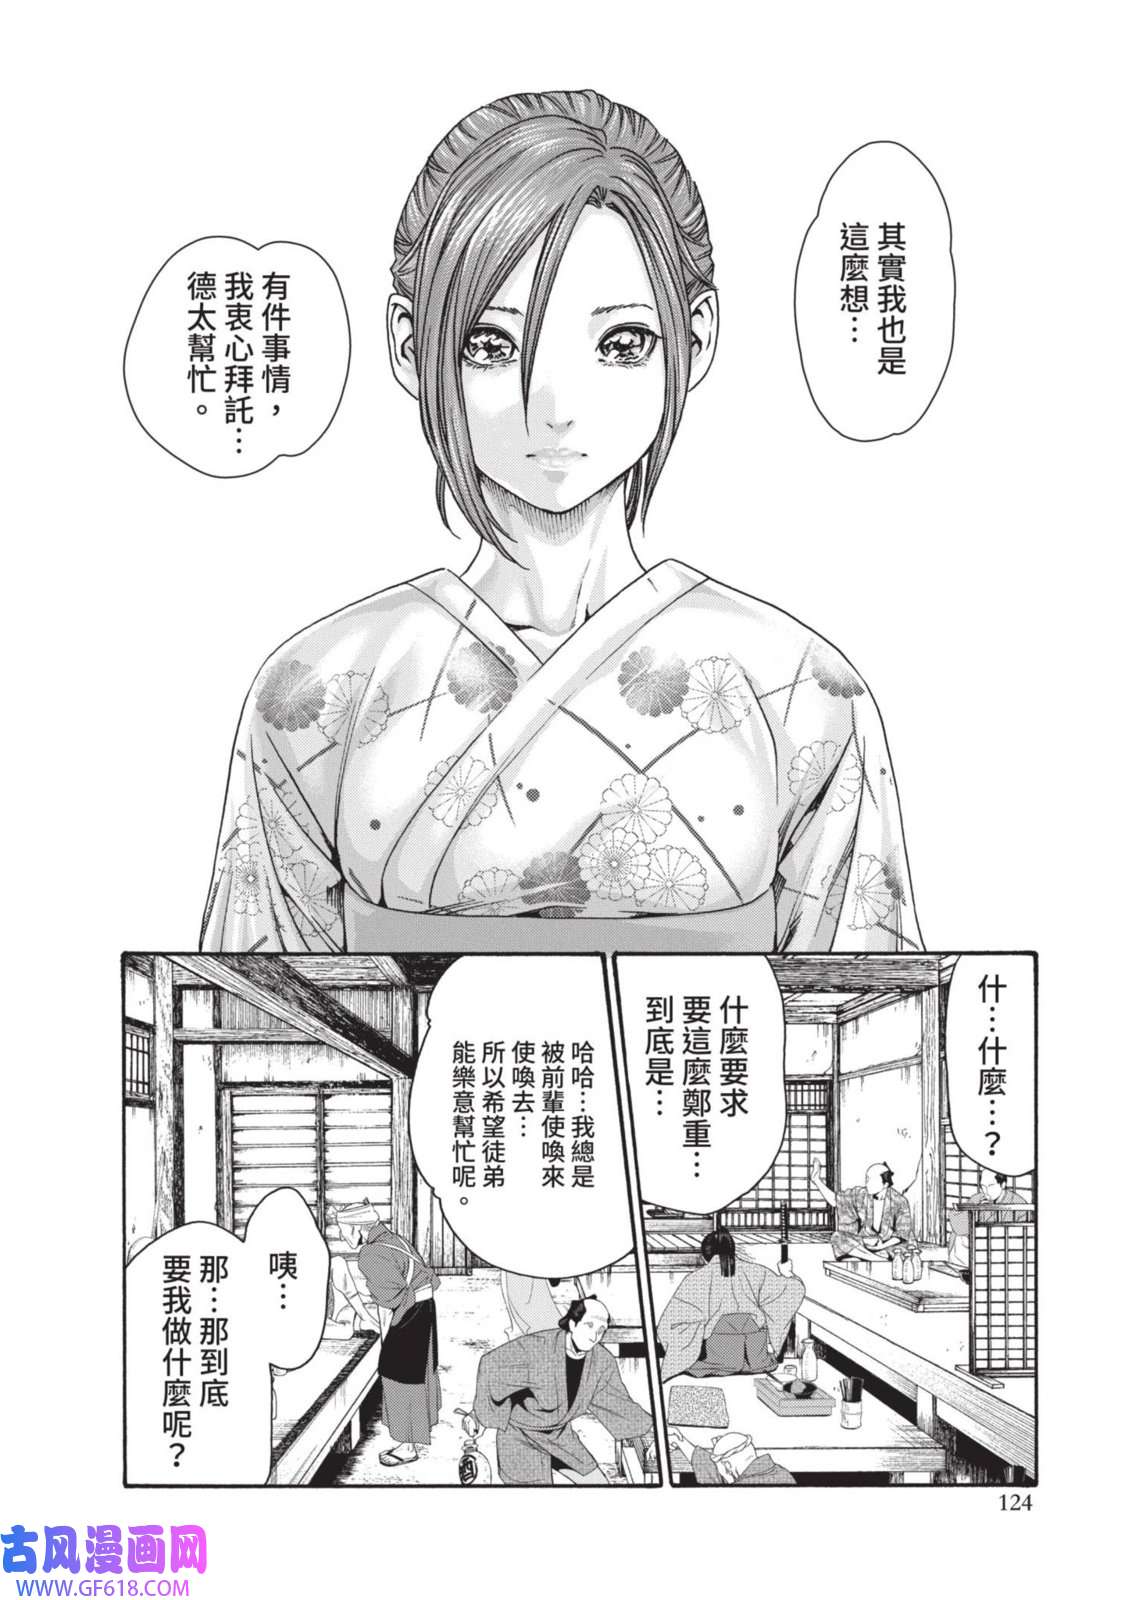 其實我也是
這麼想…
有件事情，
我衷心拜託…
德太幫忙。
什…什麼…？
什麼要求
要這麼鄭重…
到底是…
哈哈…我總是
被前輩使喚來
使喚去…
所以希望徒弟
能樂意幫忙呢。
咦…
那…那到底
要我做什麼呢？
酒
124
古风漫画网
WWW.GF618.COM